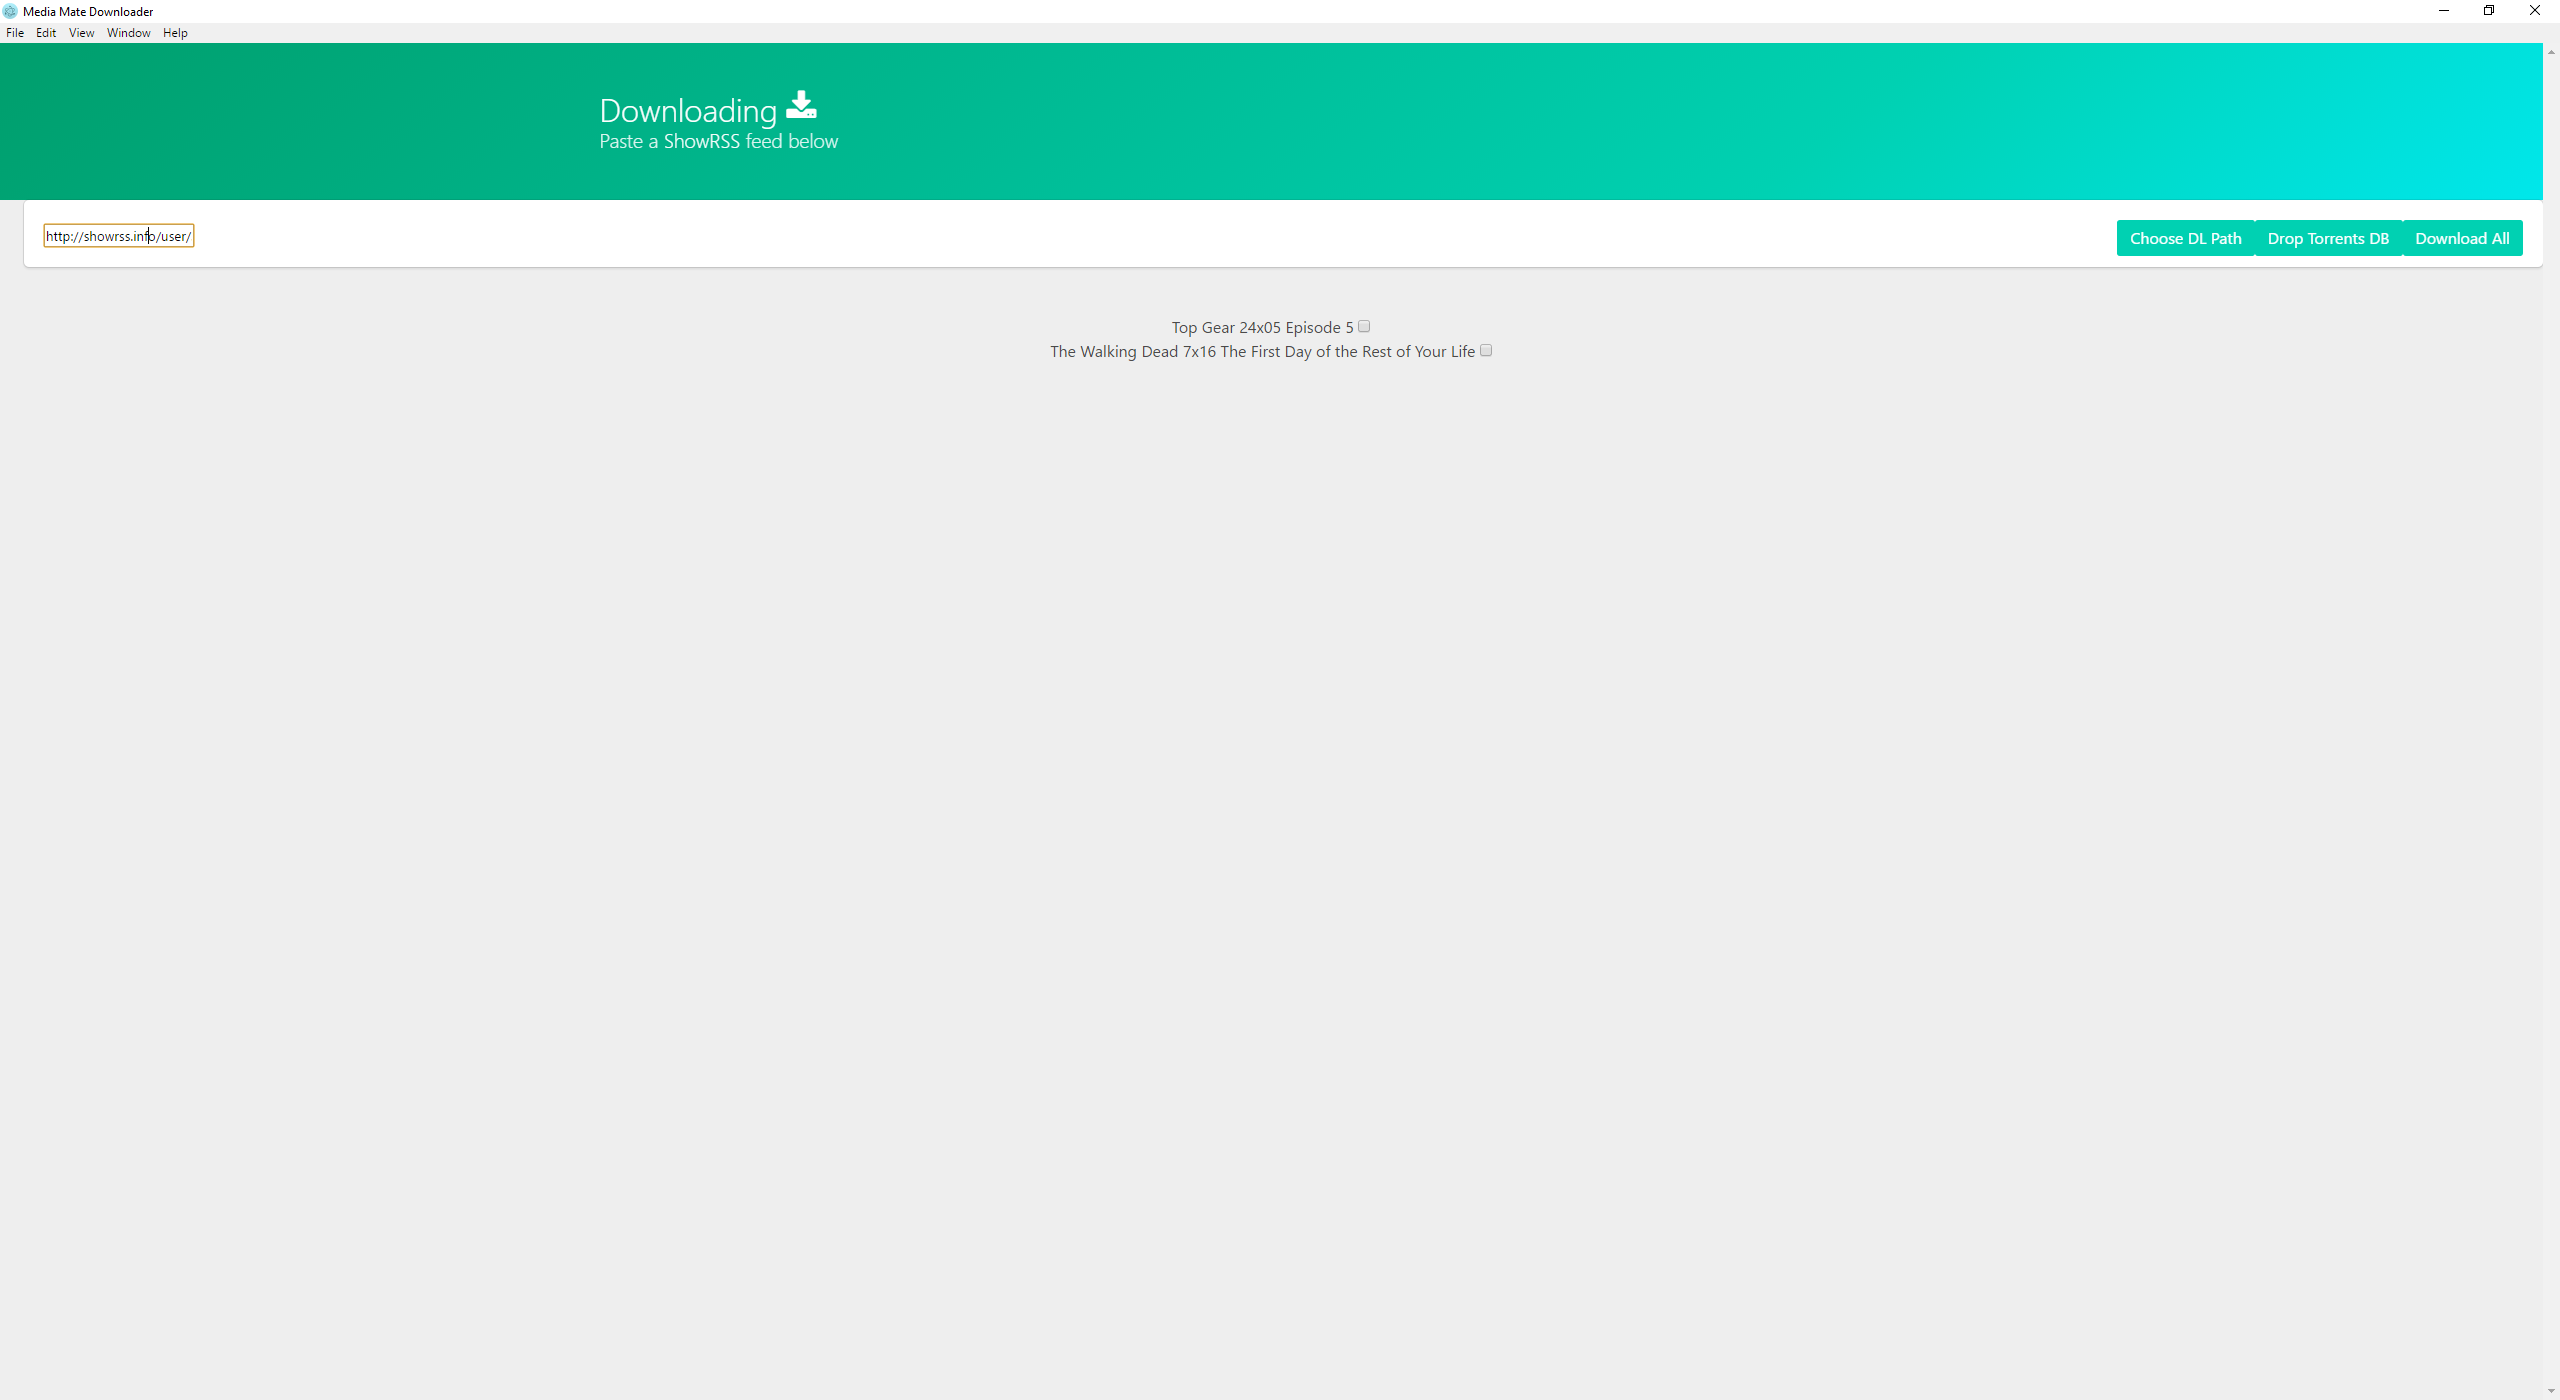 Media Mate Downloader
File Edit View Window Help
Downloading
Paste a ShowRSS feed below
http://showrss.info/user/
Choose DL Path Drop Torrents DB Download All
Top Gear 24x05 Episode 5
The Walking Dead 7x16 The First Day of the Rest of Your Life